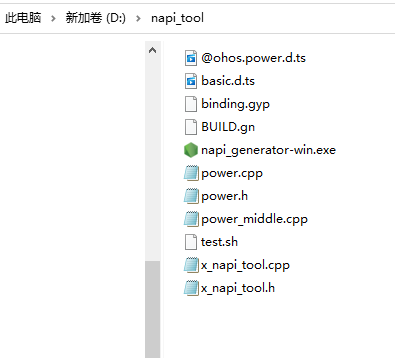 此电脑 > 新加卷 (D:) > napi_tool
@ohos.power.d.ts
basic.d.ts
binding.gyp
BUILD.gn
napi_generator-win.exe
power.cpp
power.h
power_middle.cpp
test.sh
x_napi_tool.cpp
x_napi_tool.h